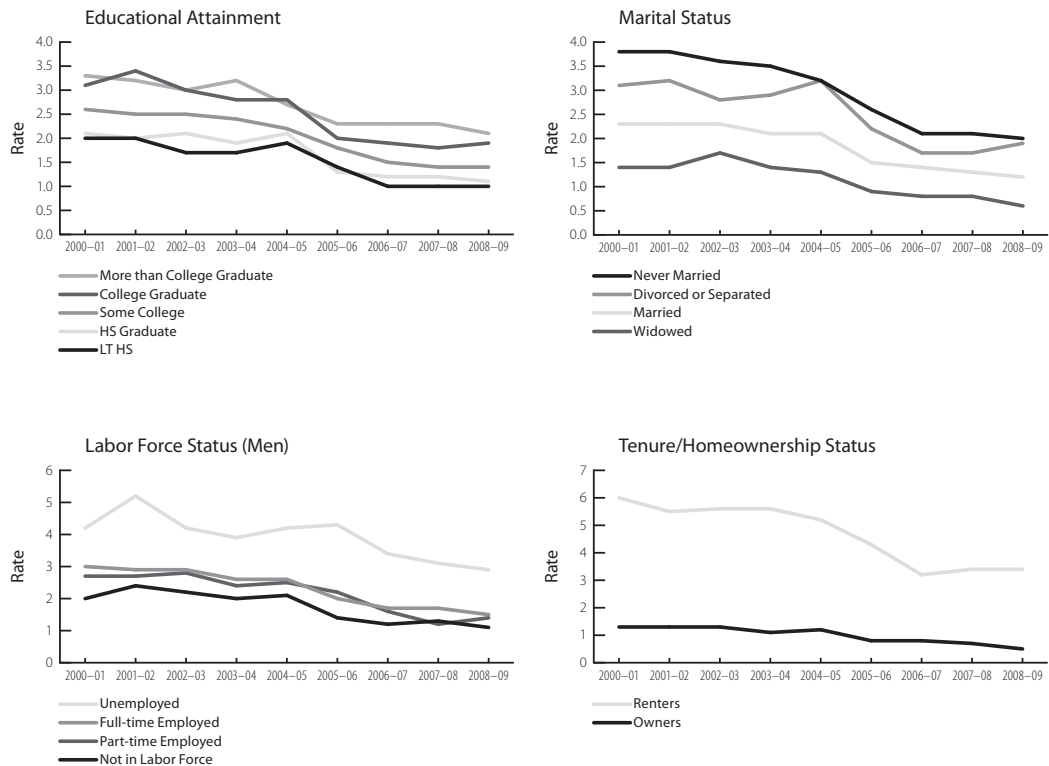 Educational Attainment
4.0
3.5
3.0
2.5
2.0
1.5
1.0
0.5
0.0
Rate
2000–01 2001–02 2002–03 2003–04 2004–05 2005–06 2006–07 2007–08 2008–09
More than College Graduate
College Graduate
Some College
HS Graduate
LT HS
Marital Status
4.0
3.5
3.0
2.5
2.0
1.5
1.0
0.5
0.0
Rate
2000–01 2001–02 2002–03 2003–04 2004–05 2005–06 2006–07 2007–08 2008–09
Never Married
Divorced or Separated
Married
Widowed
Labor Force Status (Men)
6
5
4
3
2
1
0
Rate
2000–01 2001–02 2002–03 2003–04 2004–05 2005–06 2006–07 2007–08 2008–09
Unemployed
Full-time Employed
Part-time Employed
Not in Labor Force
Tenure/Homeownership Status
7
6
5
4
3
2
1
0
Rate
2000–01 2001–02 2002–03 2003–04 2004–05 2005–06 2006–07 2007–08 2008–09
Renters
Owners